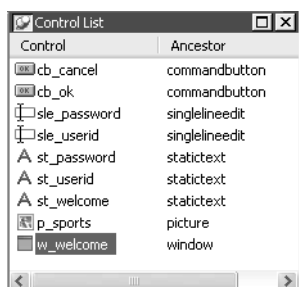 Control List
Control Ancestor
cb_cancel commandbutton
cb_ok commandbutton
sle_password singlelineedit
sle_userid singlelineedit
st_password statictext
st_userid statictext
st_welcome statictext
p_sports picture
w_welcome window